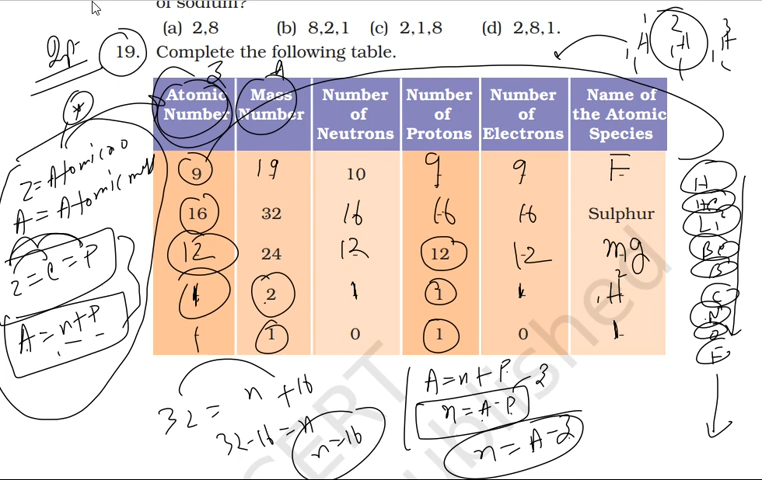 of sodium?
(a) 2,8 (b) 8,2,1 (c) 2,1,8 (d) 2,8,1.
19. Complete the following table.
Atomic Number Mass Number Number of Neutrons Number of Protons Number of Electrons Name of the Atomic Species
9 19 10 9 9 F
16 32 16 16 16 Sulphur
12 24 12 12 12 mg
1 2 1 1 1 ₁H²
1 1 0 1 0
Z = Atomic no
A = Atomic mass
Z = e = P
A = n + P
32 = n + 16
32 - 16 = n
n = 16
A = n + P
n = A - P
n = A - Z
H
He
Li
Be
B
C
N
O
F